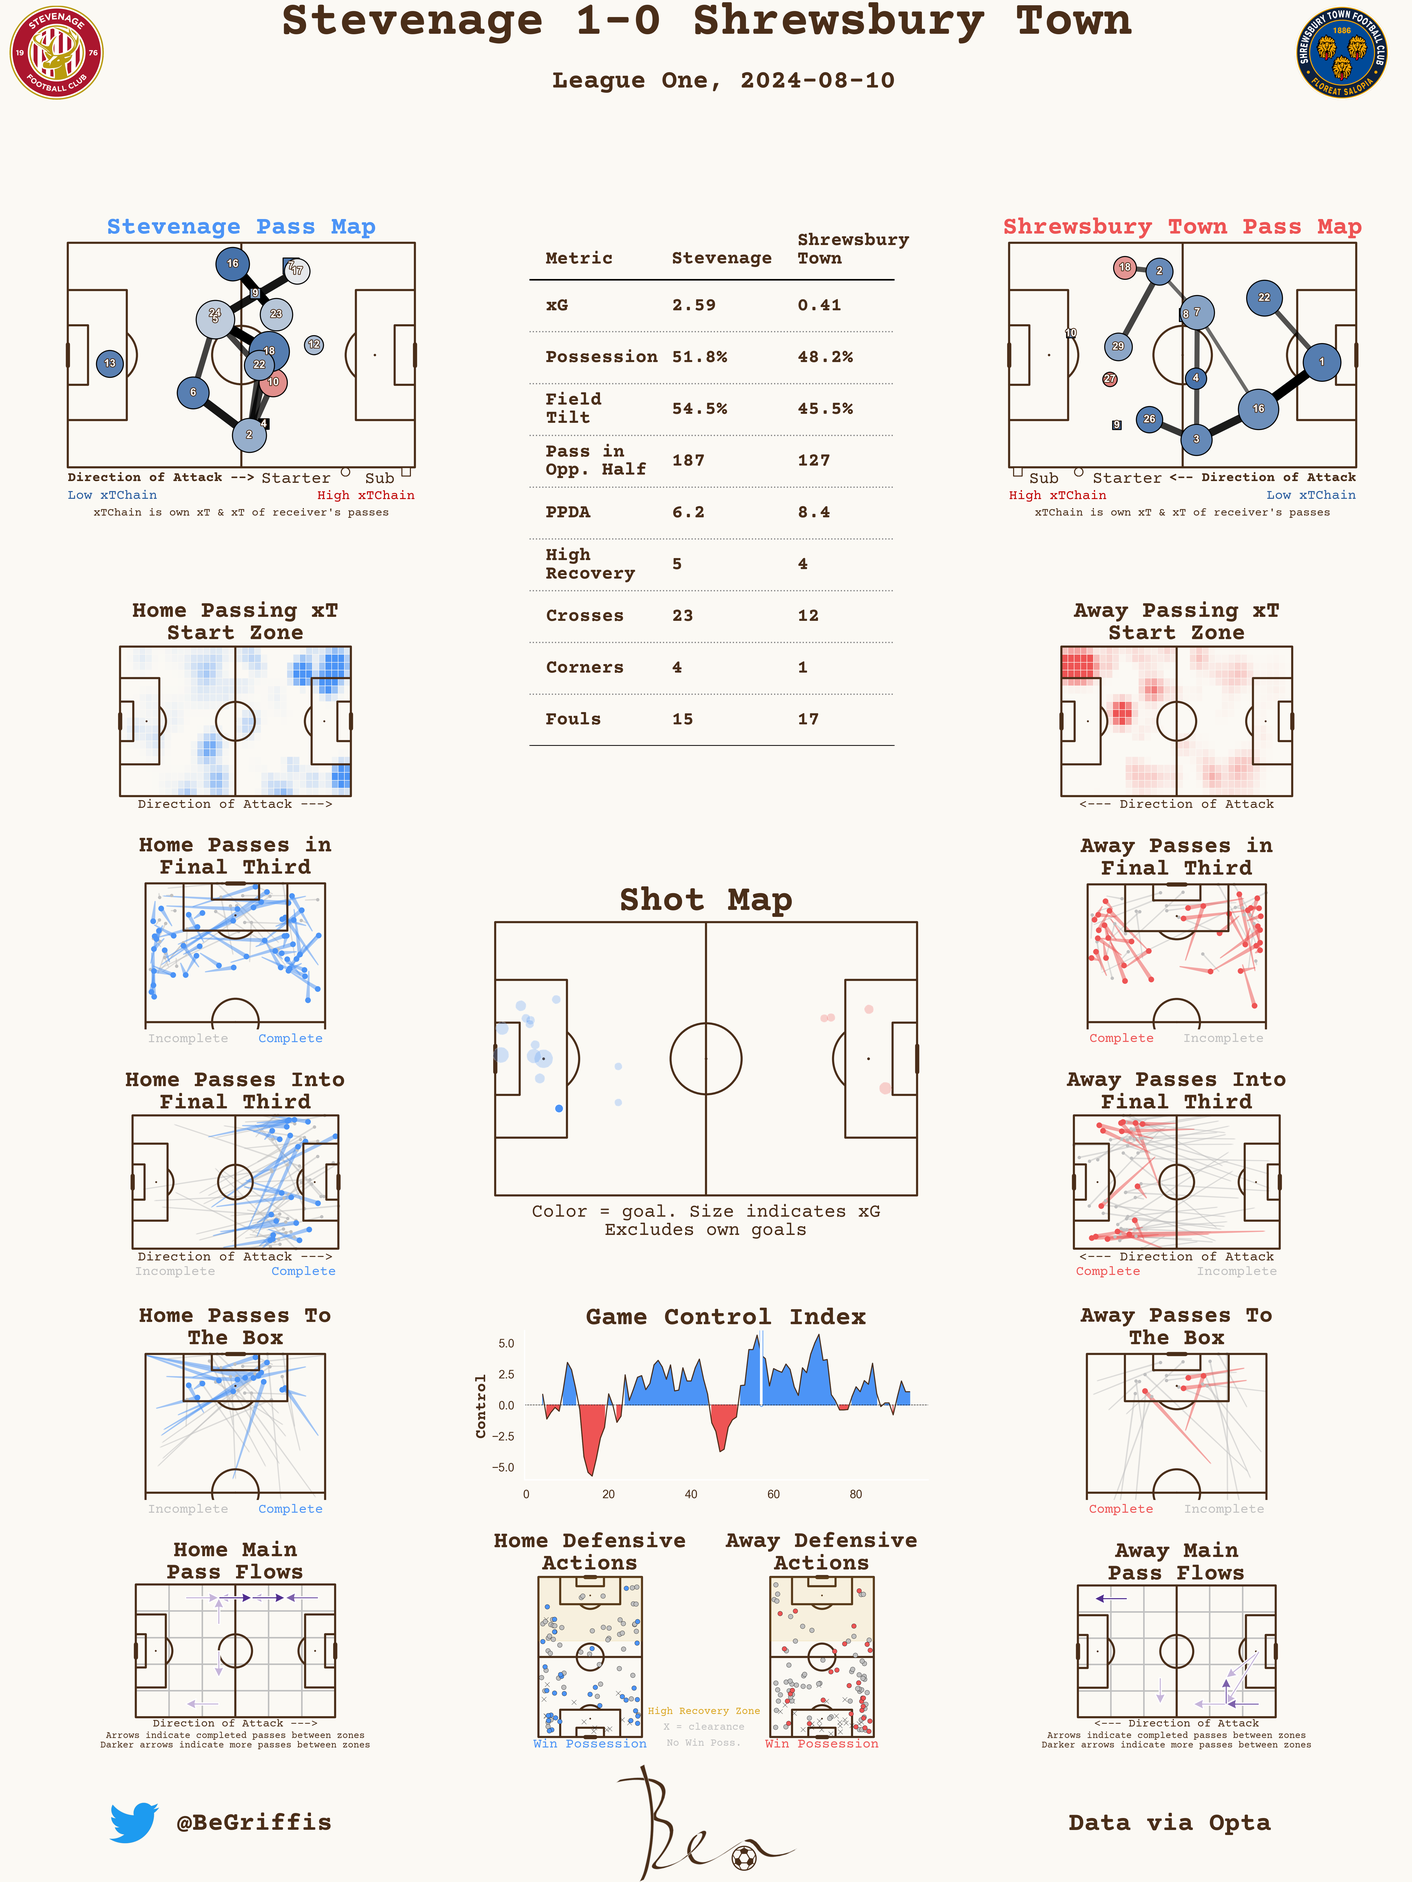 Stevenage 1-0 Shrewsbury Town
League One, 2024-08-10
STEVENAGE
19 76
FOOTBALL CLUB
SHREWSBURY TOWN FOOTBALL CLUB
1886
FLOREAT SALOPIA
Stevenage Pass Map
16
7
17
9
24
5
23
12
18
22
13
10
6
4
2
Direction of Attack --> Starter Sub
Low xTChain High xTChain
xTChain is own xT & xT of receiver's passes
Metric Stevenage Shrewsbury Town
xG 2.59 0.41
Possession 51.8% 48.2%
Field Tilt 54.5% 45.5%
Pass in Opp. Half 187 127
PPDA 6.2 8.4
High Recovery 5 4
Crosses 23 12
Corners 4 1
Fouls 15 17
Shrewsbury Town Pass Map
18
2
22
8
7
10
29
1
27
4
16
26
9
3
Sub Starter <-- Direction of Attack
High xTChain Low xTChain
xTChain is own xT & xT of receiver's passes
Home Passing xT
Start Zone
Direction of Attack --->
Away Passing xT
Start Zone
<--- Direction of Attack
Home Passes in
Final Third
Incomplete Complete
Away Passes in
Final Third
Complete Incomplete
Shot Map
Color = goal. Size indicates xG
Excludes own goals
Home Passes Into
Final Third
Direction of Attack --->
Incomplete Complete
Away Passes Into
Final Third
<--- Direction of Attack
Complete Incomplete
Home Passes To
The Box
Incomplete Complete
Game Control Index
Control
5.0
2.5
0.0
−2.5
−5.0
0 20 40 60 80
Away Passes To
The Box
Complete Incomplete
Home Main
Pass Flows
Direction of Attack --->
Arrows indicate completed passes between zones
Darker arrows indicate more passes between zones
Home Defensive
Actions
Win Possession
Away Defensive
Actions
Win Possession
High Recovery Zone
X = clearance
No Win Poss.
Away Main
Pass Flows
<--- Direction of Attack
Arrows indicate completed passes between zones
Darker arrows indicate more passes between zones
@BeGriffis
Ben
Data via Opta